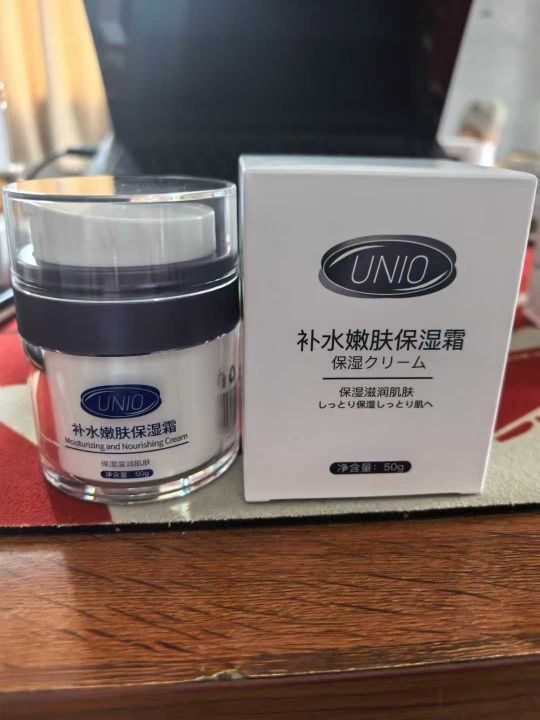 UNIO
补水嫩肤保湿霜
Moisturizing and Nourishing Cream
保湿滋润肌肤
净含量：50g
UNIO
补水嫩肤保湿霜
保湿クリーム
保湿滋润肌肤
しっとり保湿しっとり肌へ
净含量：50g